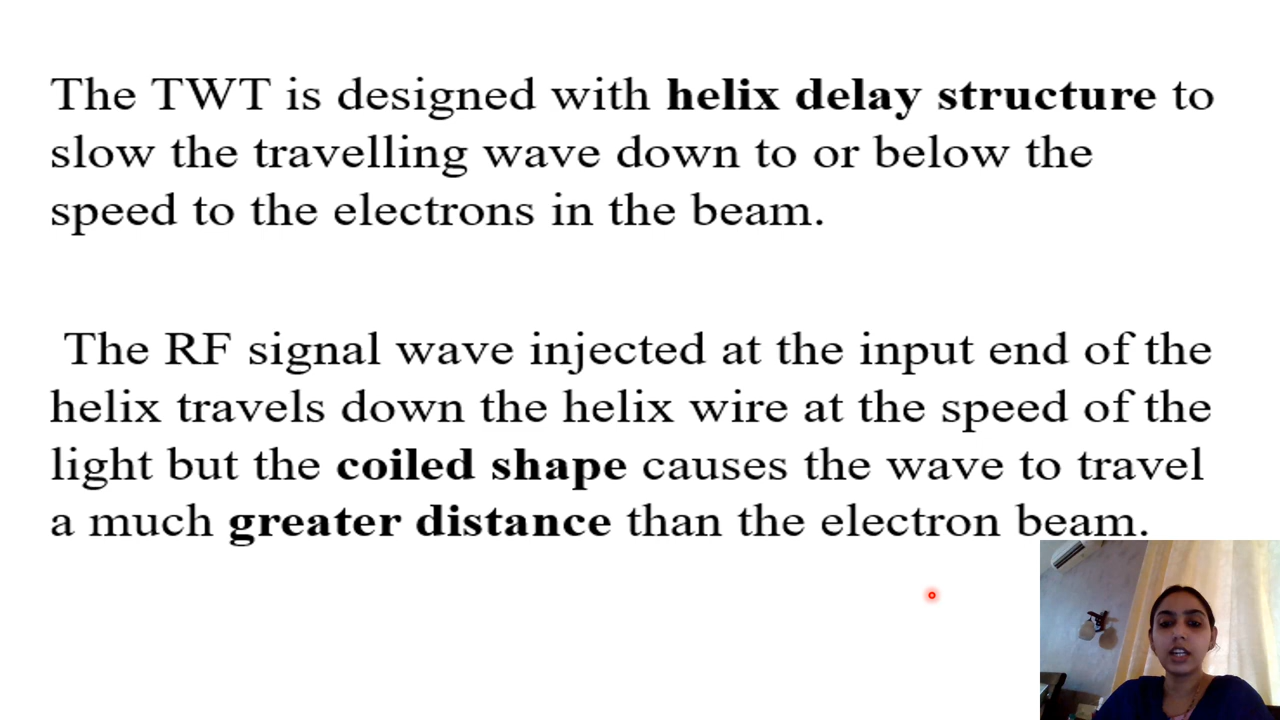 The TWT is designed with helix delay structure to
slow the travelling wave down to or below the
speed to the electrons in the beam.
The RF signal wave injected at the input end of the
helix travels down the helix wire at the speed of the
light but the coiled shape causes the wave to travel
a much greater distance than the electron beam.